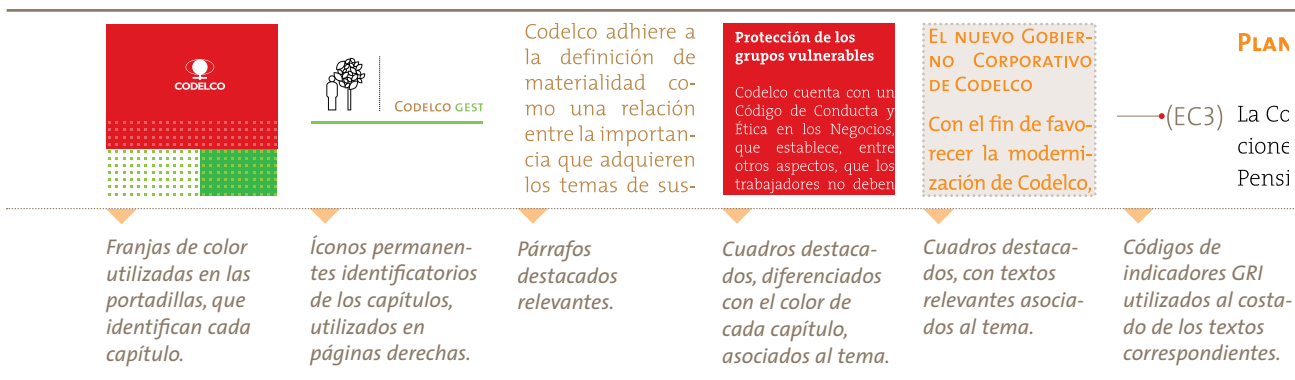 CODELCO
CODELCO GEST
Codelco adhiere a
la definición de
materialidad co-
mo una relación
entre la importan-
cia que adquieren
los temas de sus-
Protección de los
grupos vulnerables
Codelco cuenta con un
Código de Conducta y
Ética en los Negocios,
que establece, entre
otros aspectos, que los
trabajadores no deben
EL NUEVO GOBIER-
NO CORPORATIVO
DE CODELCO
Con el fin de favo-
recer la moderni-
zación de Codelco,
(EC3)
PLAN
La Co
cione
Pensi
Franjas de color
utilizadas en las
portadillas, que
identifican cada
capítulo.
Íconos permanen-
tes identificatorios
de los capítulos,
utilizados en
páginas derechas.
Párrafos
destacados
relevantes.
Cuadros destaca-
dos, diferenciados
con el color de
cada capítulo,
asociados al tema.
Cuadros destaca-
dos, con textos
relevantes asocia-
dos al tema.
Códigos de
indicadores GRI
utilizados al costa-
do de los textos
correspondientes.